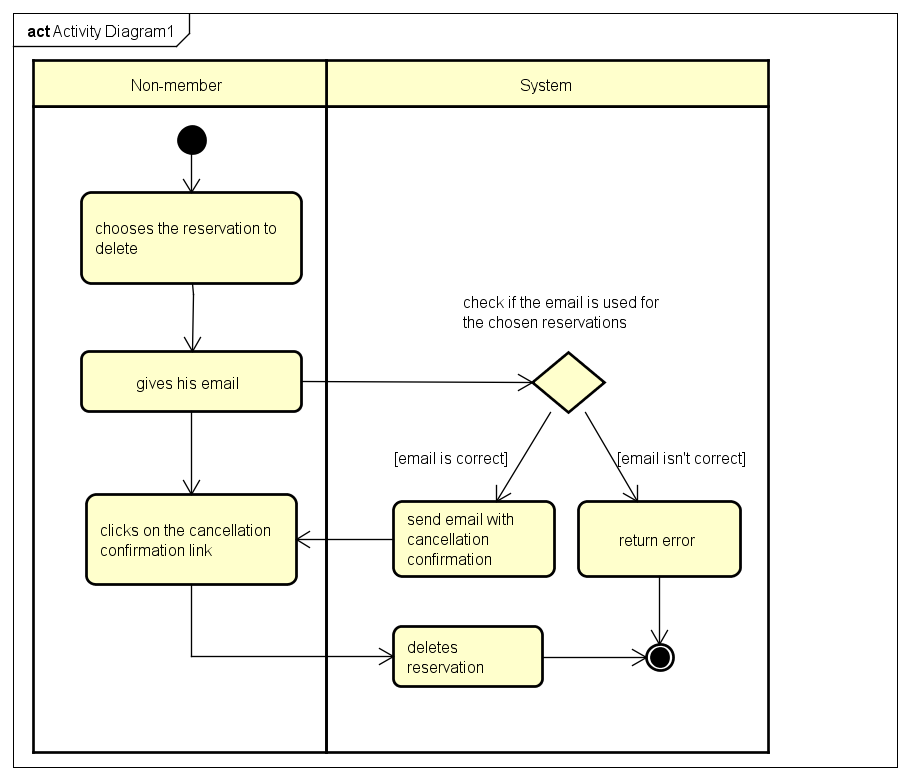 act Activity Diagram1
Non-member
System
chooses the reservation to
delete
check if the email is used for
the chosen reservations
gives his email
[email is correct]
[email isn't correct]
send email with
cancellation
confirmation
return error
clicks on the cancellation
confirmation link
deletes
reservation